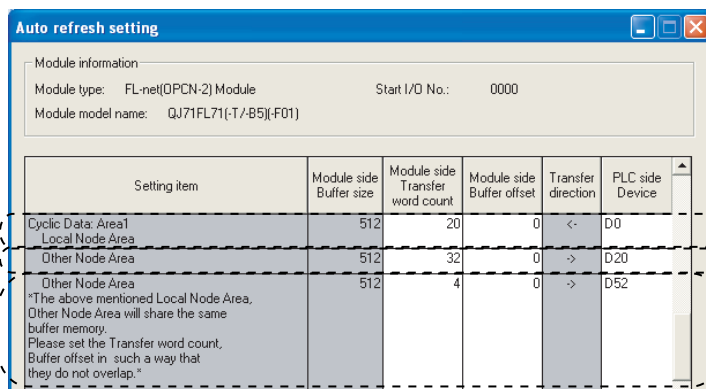 Auto refresh setting
Module information
Module type: FL-net(OPCN-2) Module Start I/O No.: 0000
Module model name: QJ71FL71(-T/-B5)(-F01)
Setting item Module side Buffer size Module side Transfer word count Module side Buffer offset Transfer direction PLC side Device
Cyclic Data: Area1 512 20 0 <- D0
Local Node Area
Other Node Area 512 32 0 -> D20
Other Node Area 512 4 0 -> D52
*The above mentioned Local Node Area,
Other Node Area will share the same
buffer memory.
Please set the Transfer word count,
Buffer offset in such a way that
they do not overlap.*